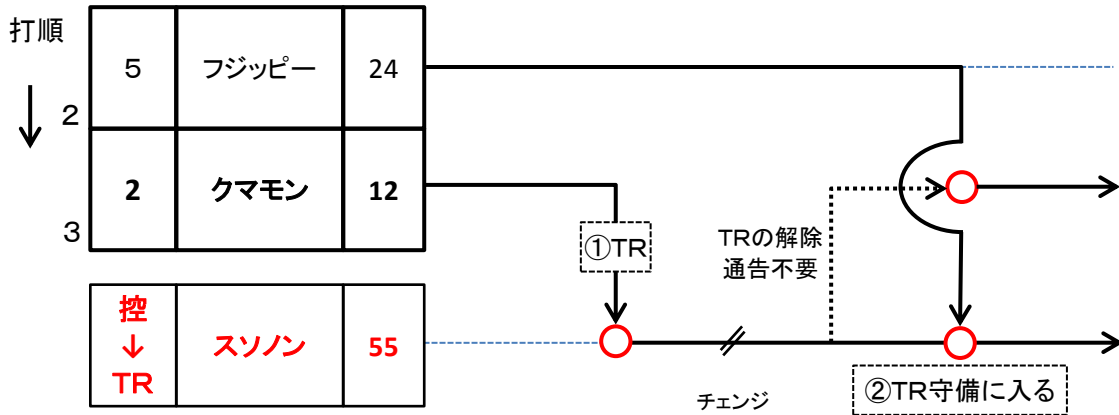 打順
5 フジッピー 24
2
2 クマモン 12
3
①TR
TRの解除
通告不要
控
↓
TR
スソノン 55
チェンジ
②TR守備に入る